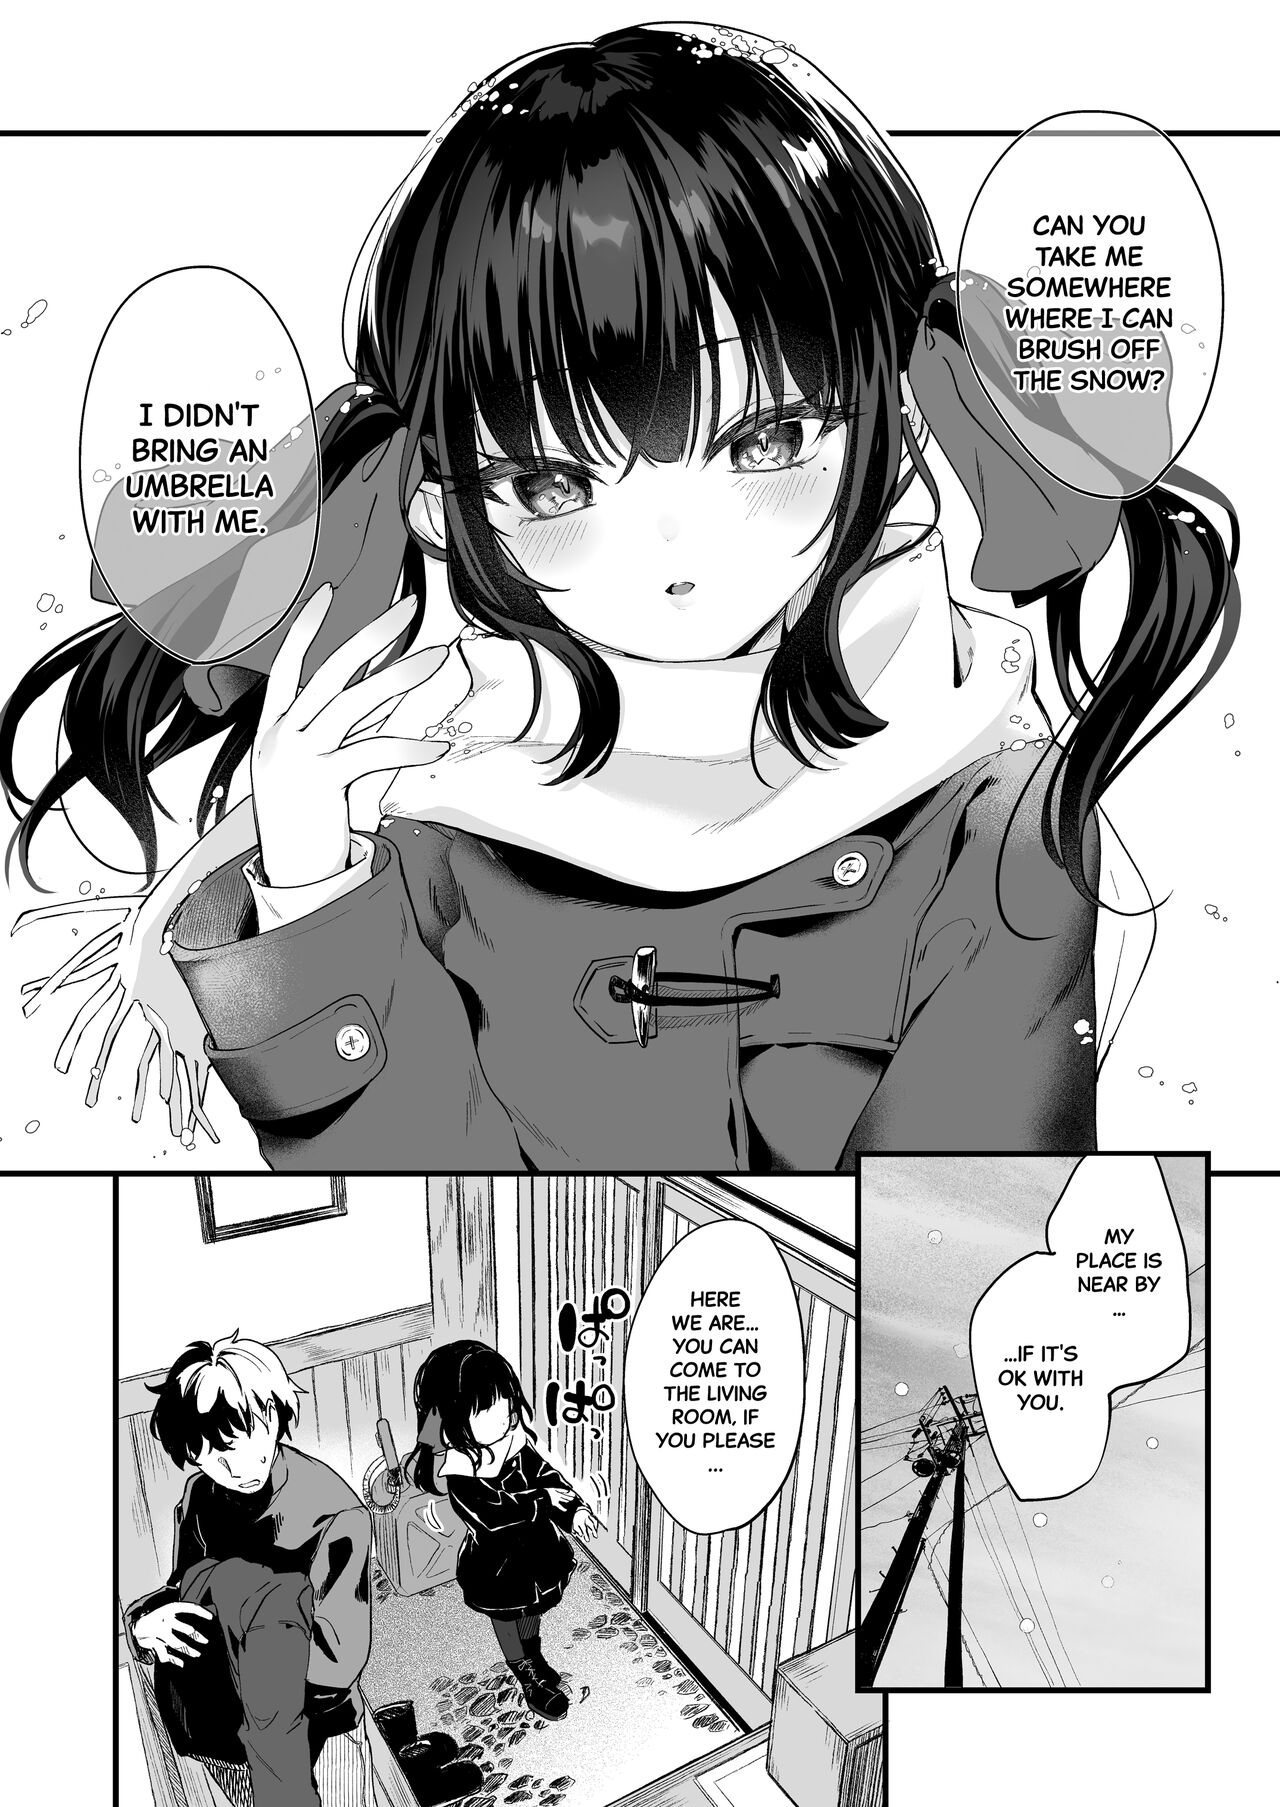 CAN YOU
TAKE ME
SOMEWHERE
WHERE I CAN
BRUSH OFF
THE SNOW?
I DIDN'T
BRING AN
UMBRELLA
WITH ME.
MY
PLACE IS
NEAR BY
...
...IF IT'S
OK WITH
YOU.
HERE
WE ARE...
YOU CAN
COME TO
THE LIVING
ROOM, IF
YOU PLEASE
...
ぱっ
ぱっ